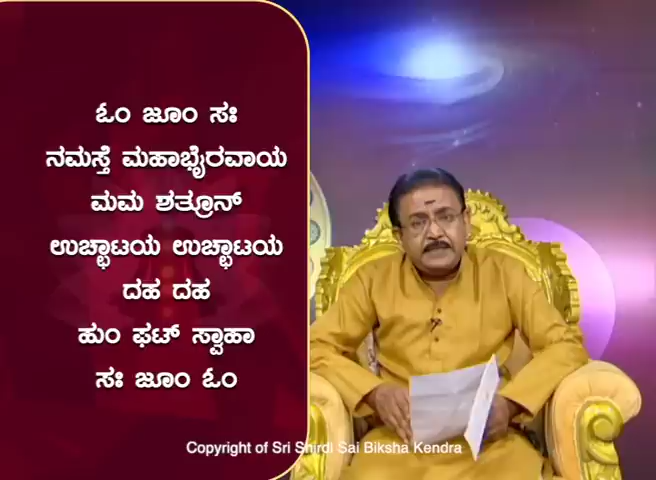 ಓಂ ಜೂಂ ಸಃ
ನಮಸ್ತೆ ಮಹಾಭೈರವಾಯ
ಮಮ ಶತ್ರೂನ್
ಉಚ್ಛಾಟಯ ಉಚ್ಛಾಟಯ
ದಹ ದಹ
ಹುಂ ಫಟ್ ಸ್ವಾಹಾ
ಸಃ ಜೂಂ ಓಂ
Copyright of Sri Shirdi Sai Biksha Kendra